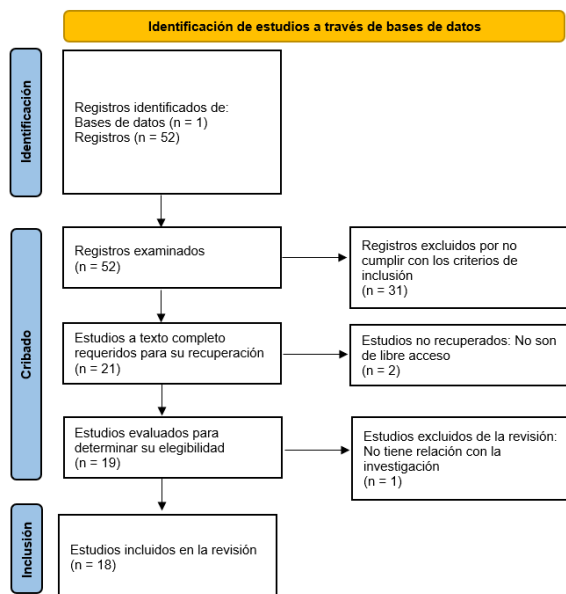 Identificación de estudios a través de bases de datos
Identificación
Registros identificados de:
Bases de datos (n = 1)
Registros (n = 52)
Cribado
Registros examinados
(n = 52)
Registros excluidos por no
cumplir con los criterios de
inclusión
(n = 31)
Estudios a texto completo
requeridos para su recuperación
(n = 21)
Estudios no recuperados: No son
de libre acceso
(n = 2)
Estudios evaluados para
determinar su elegibilidad
(n = 19)
Estudios excluidos de la revisión:
No tiene relación con la
investigación
(n = 1)
Inclusión
Estudios incluidos en la revisión
(n = 18)